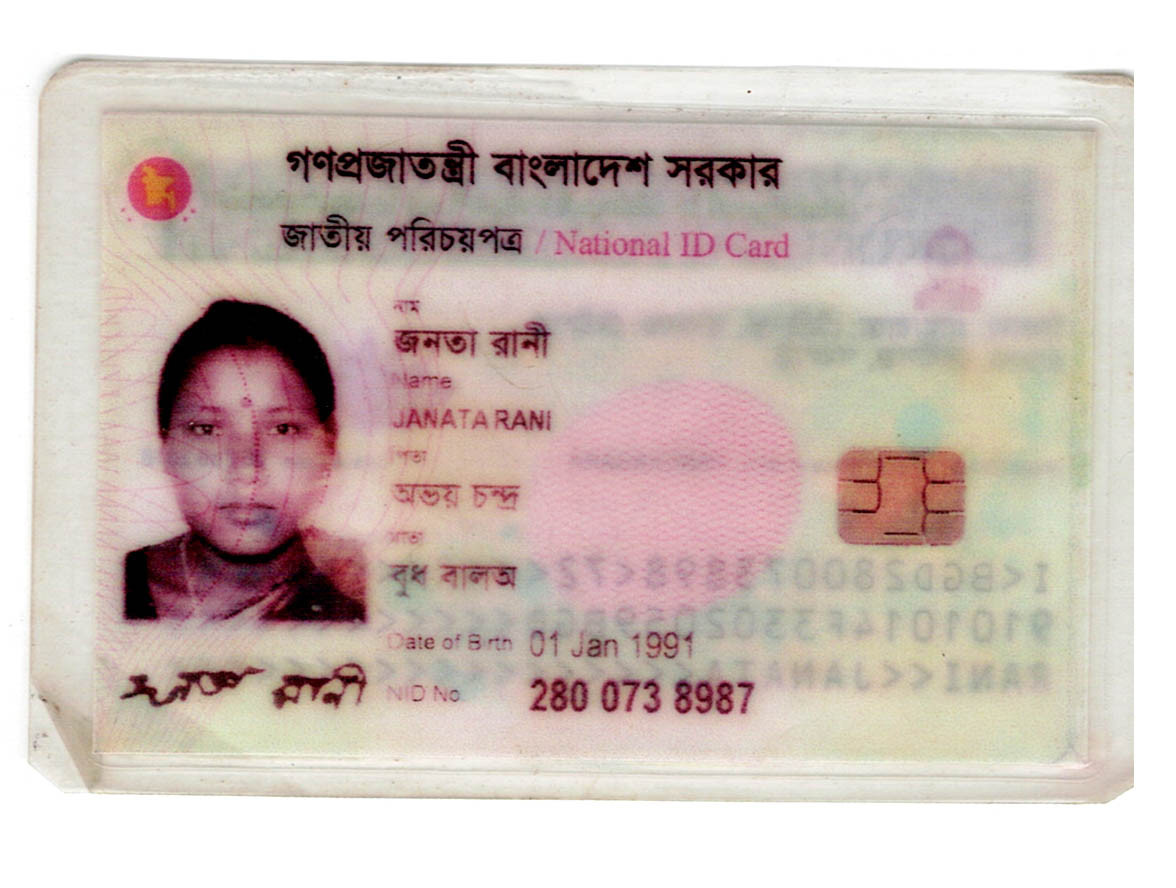 গণপ্রজাতন্ত্রী বাংলাদেশ সরকার
জাতীয় পরিচয়পত্র / National ID Card
নাম
জনতা রানী
Name
JANATA RANI
পিতা
অভয় চন্দ্র
মাতা
বুধ বালঅ
Date of Birth 01 Jan 1991
জনতা রানী
NID No. 280 073 8987